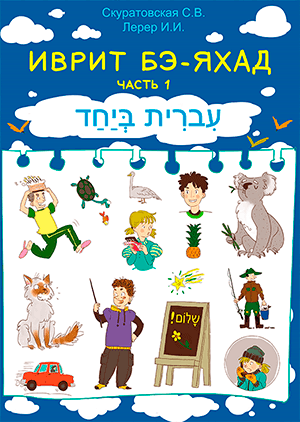 Скуратовская С.В.
Лерер И.И.
ИВРИТ БЭ-ЯХАД
ЧАСТЬ 1
עִבְרִית בְּיַחַד
שָׁלוֹם!